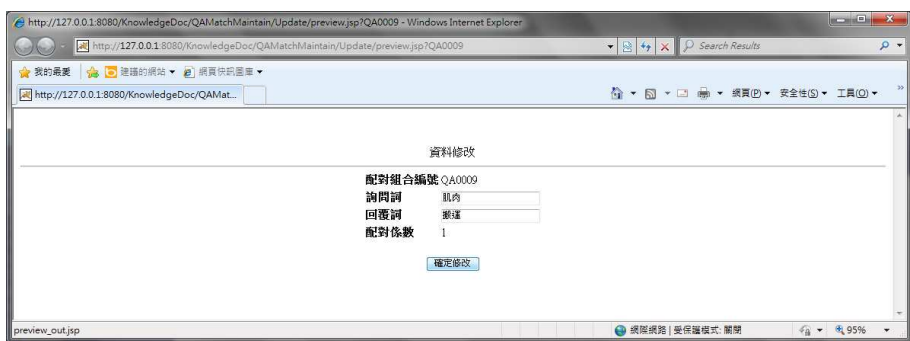 http://127.0.0.1:8080/KnowledgeDoc/QAMatchMaintain/Update/preview.jsp?QA0009 - Windows Internet Explorer
http://127.0.0.1:8080/KnowledgeDoc/QAMatchMaintain/Update/preview.jsp?QA0009 Search Results
我的最愛 建議的網站 網頁快訊圖庫
http://127.0.0.1:8080/KnowledgeDoc/QAMat... 網頁(P) 安全性(S) 工具(O) »
資料修改
配對組合編號 QA0009
詢問詞 肌肉
回覆詞 搬運
配對係數 1
確定修改
preview_out.jsp 網際網路 | 受保護模式: 關閉 95%